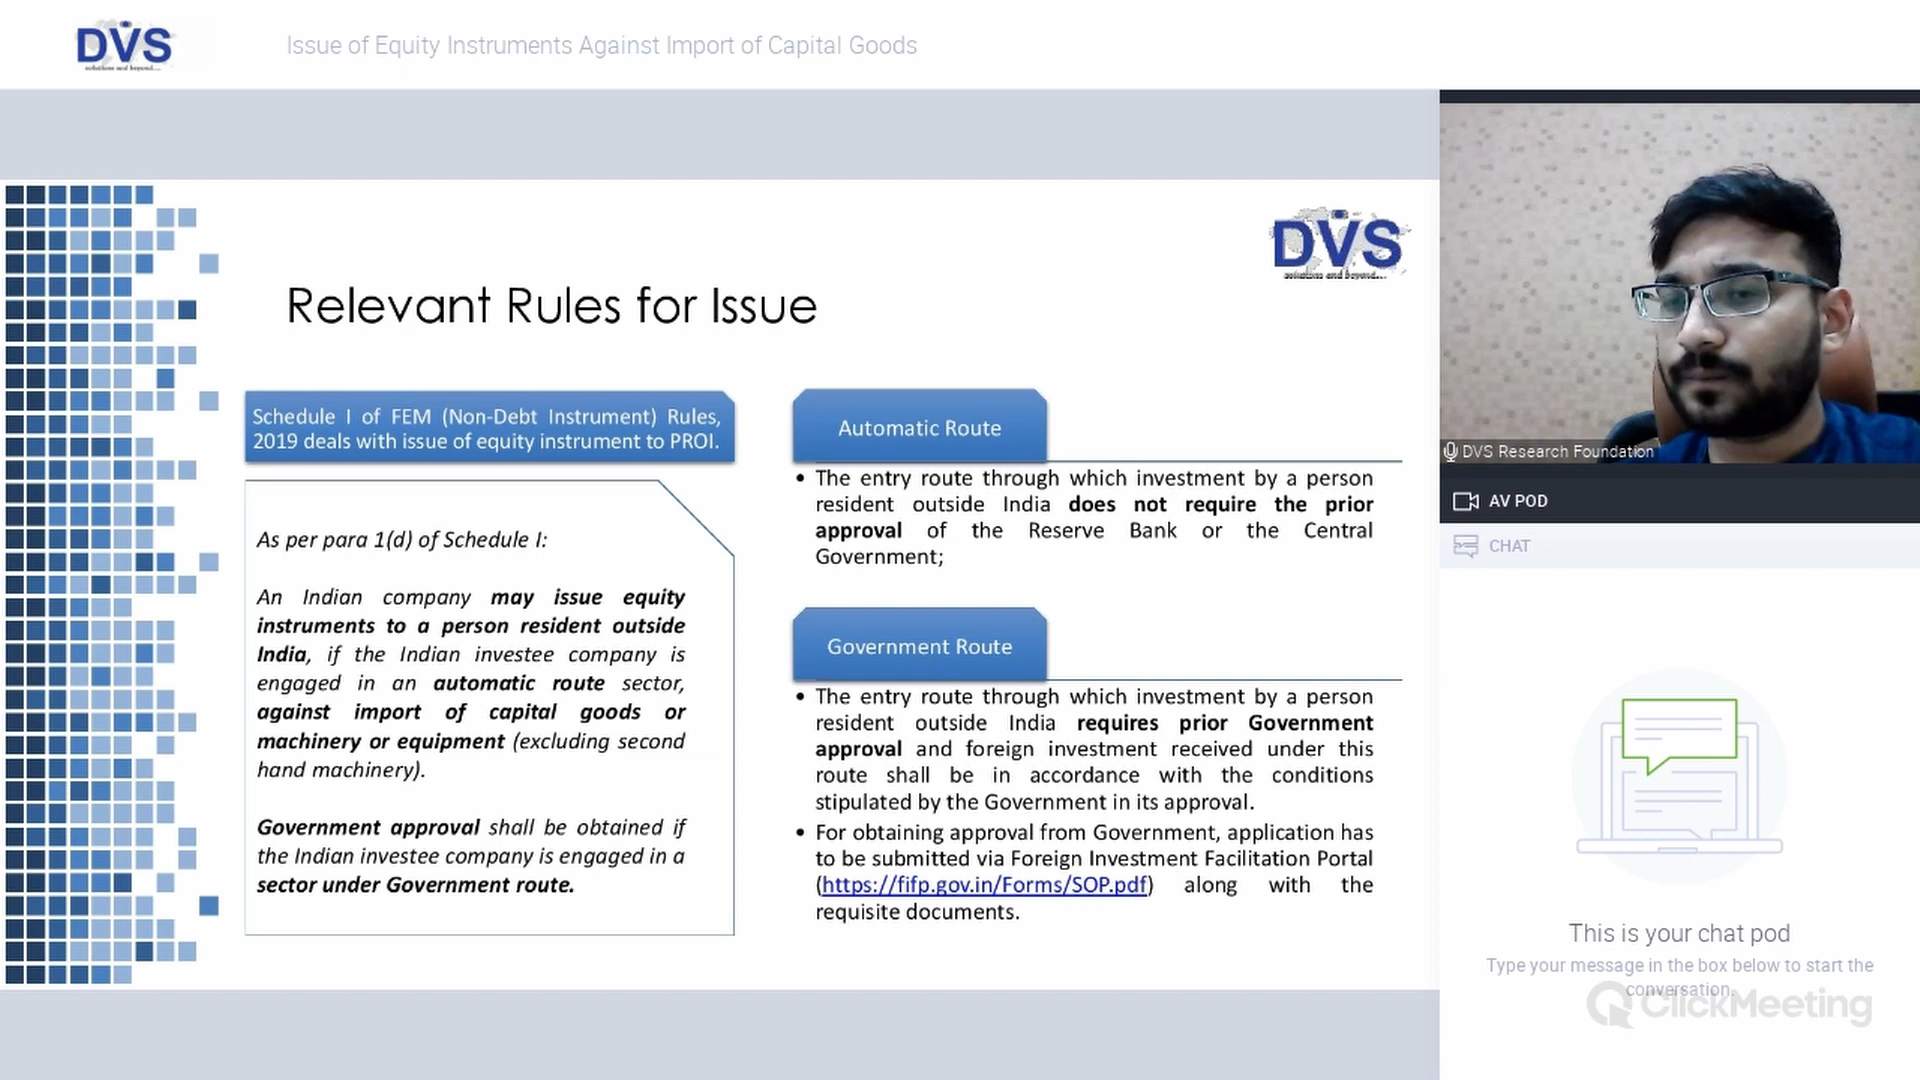 DVS
solutions and beyond...
Issue of Equity Instruments Against Import of Capital Goods
DVS
solutions and beyond...
Relevant Rules for Issue
Schedule I of FEM (Non-Debt Instrument) Rules,
2019 deals with issue of equity instrument to PROI.
As per para 1(d) of Schedule I:
An Indian company may issue equity
instruments to a person resident outside
India, if the Indian investee company is
engaged in an automatic route sector,
against import of capital goods or
machinery or equipment (excluding second
hand machinery).
Government approval shall be obtained if
the Indian investee company is engaged in a
sector under Government route.
Automatic Route
• The entry route through which investment by a person
resident outside India does not require the prior
approval of the Reserve Bank or the Central
Government;
Government Route
• The entry route through which investment by a person
resident outside India requires prior Government
approval and foreign investment received under this
route shall be in accordance with the conditions
stipulated by the Government in its approval.
• For obtaining approval from Government, application has
to be submitted via Foreign Investment Facilitation Portal
(https://fifp.gov.in/Forms/SOP.pdf) along with the
requisite documents.
DVS Research Foundation
AV POD
CHAT
This is your chat pod
Type your message in the box below to start the
conversation.
ClickMeeting